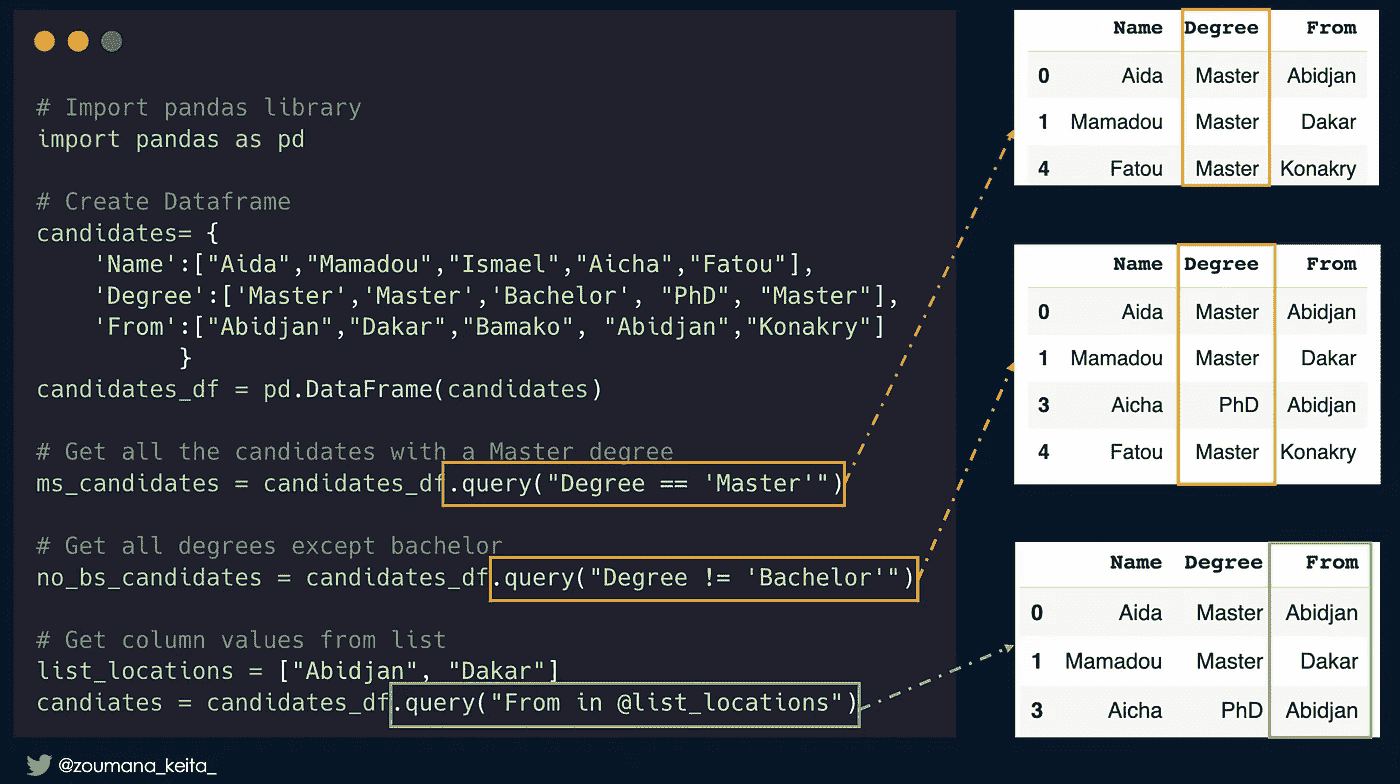 # Import pandas library
import pandas as pd
# Create Dataframe
candidates= {
'Name':["Aida","Mamadou","Ismael","Aicha","Fatou"],
'Degree':['Master','Master','Bachelor', "PhD", "Master"],
'From':["Abidjan","Dakar","Bamako", "Abidjan","Konakry"]
}
candidates_df = pd.DataFrame(candidates)
# Get all the candidates with a Master degree
ms_candidates = candidates_df.query("Degree == 'Master'")
# Get all degrees except bachelor
no_bs_candidates = candidates_df.query("Degree != 'Bachelor'")
# Get column values from list
list_locations = ["Abidjan", "Dakar"]
candiates = candidates_df.query("From in @list_locations")
Name Degree From
0 Aida Master Abidjan
1 Mamadou Master Dakar
4 Fatou Master Konakry
Name Degree From
0 Aida Master Abidjan
1 Mamadou Master Dakar
3 Aicha PhD Abidjan
4 Fatou Master Konakry
Name Degree From
0 Aida Master Abidjan
1 Mamadou Master Dakar
3 Aicha PhD Abidjan
@zoumana_keita_